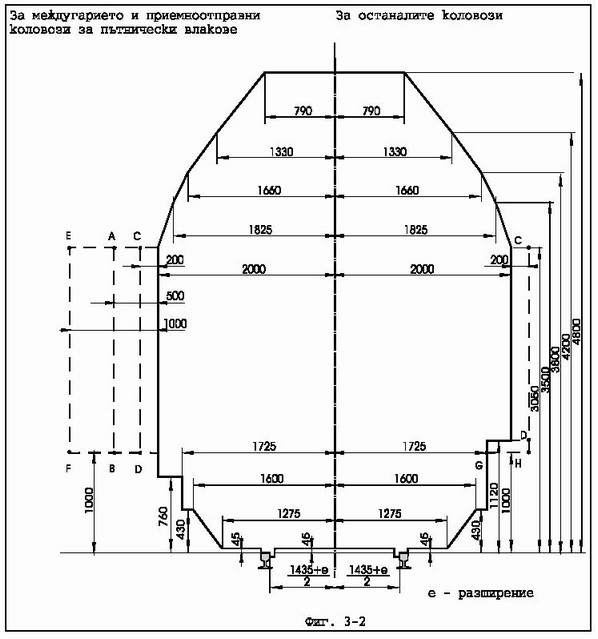 За междугарието и приемноотправни
коловози за пътнически влакове
За останалите коловози
790 790
1330 1330
1660 1660
1825 1825
E A C
C
200 200
2000 2000
500
1000
3050
3500
3600
4200
4800
1725 1725
F B D
G H
D
1600 1600
1000
760
430
1275 1275
430
1120
1000
45 45 45
1435+e 1435+e
2 2
e - разширение
Фиг. 3-2